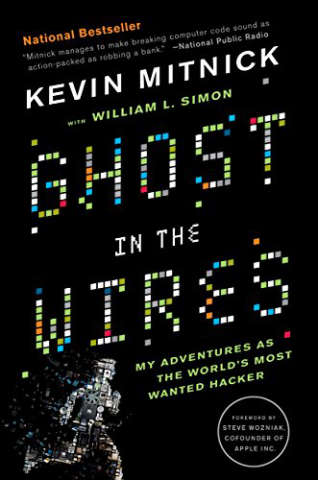 National Bestseller
"Mitnick manages to make breaking computer code sound as
action-packed as robbing a bank." —National Public Radio
KEVIN MITNICK
WITH WILLIAM L. SIMON
GHOST
IN THE
WIRES
MY ADVENTURES AS
THE WORLD'S MOST
WANTED HACKER
FOREWORD BY
STEVE WOZNIAK,
COFOUNDER OF
APPLE INC.